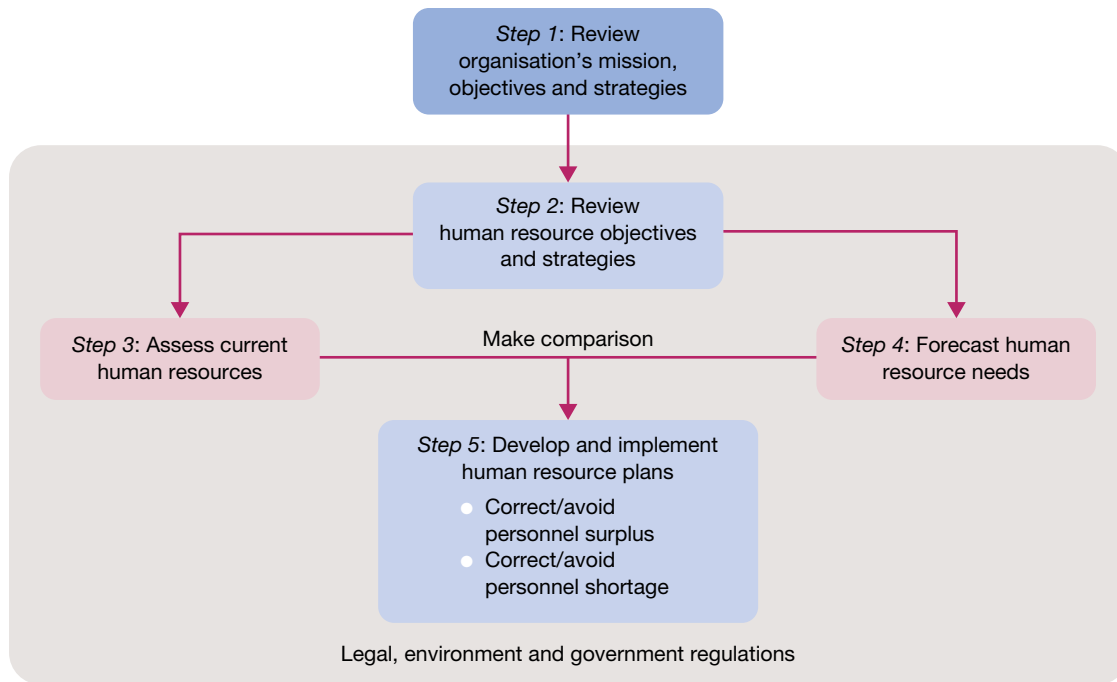 Step 1: Review
organisation’s mission,
objectives and strategies
Step 2: Review
human resource objectives
and strategies
Step 3: Assess current
human resources
Make comparison
Step 4: Forecast human
resource needs
Step 5: Develop and implement
human resource plans
Correct/avoid
personnel surplus
Correct/avoid
personnel shortage
Legal, environment and government regulations